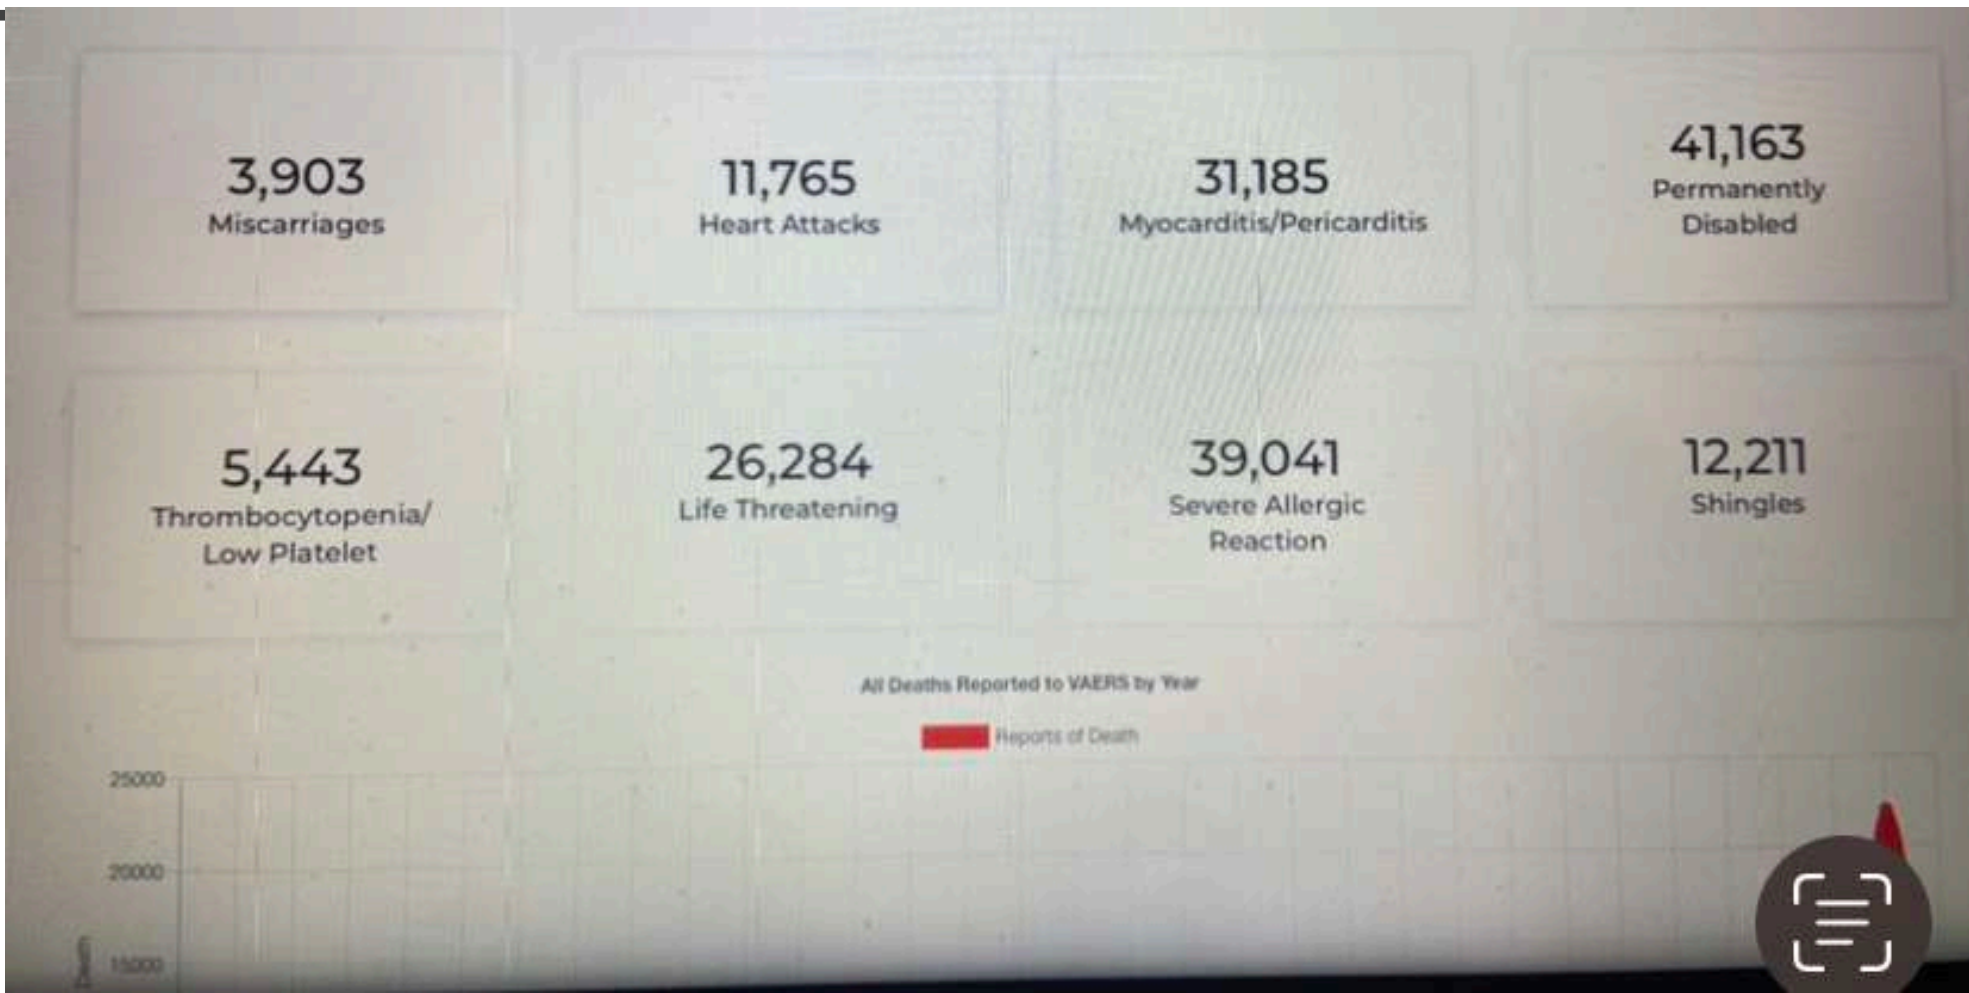 3,903
Miscarriages
11,765
Heart Attacks
31,185
Myocarditis/Pericarditis
41,163
Permanently
Disabled
5,443
Thrombocytopenia/
Low Platelet
26,284
Life Threatening
39,041
Severe Allergic
Reaction
12,211
Shingles
All Deaths Reported to VAERS by Year
Reports of Death
25000
20000
15000
Death